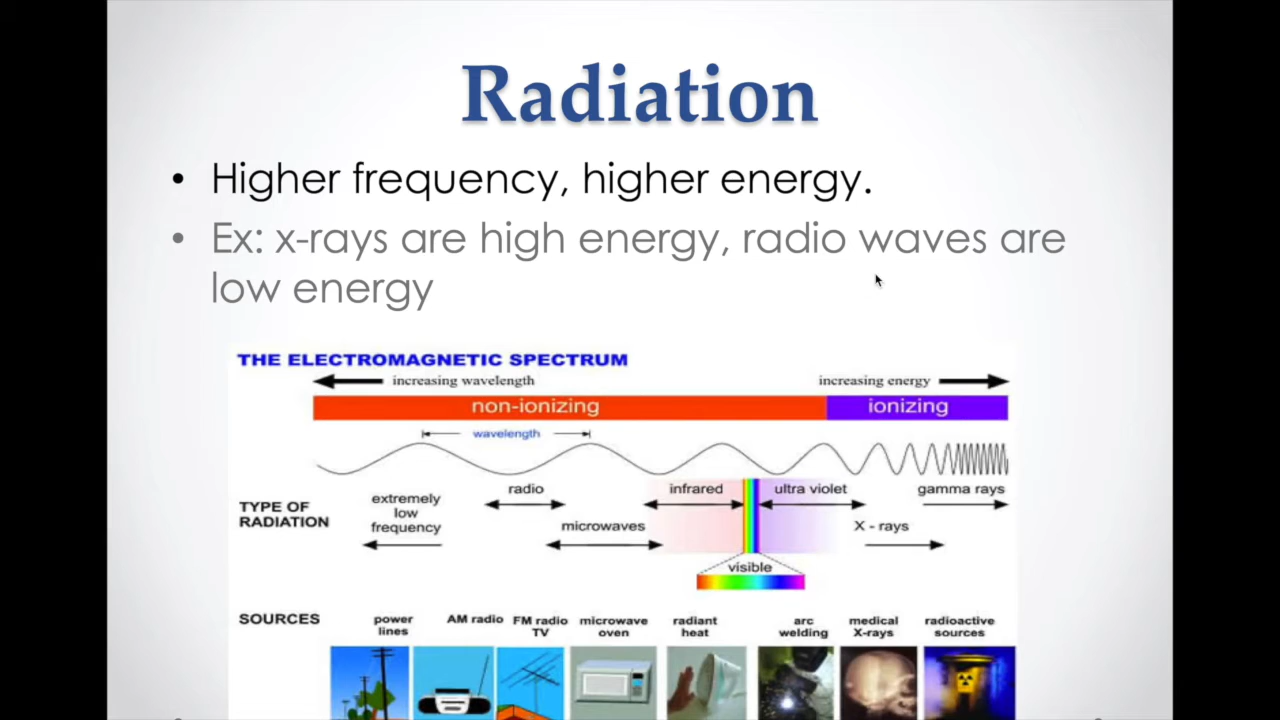 Radiation
• Higher frequency, higher energy.
• Ex: x-rays are high energy, radio waves are
low energy
THE ELECTROMAGNETIC SPECTRUM
increasing wavelength
increasing energy
non-ionizing
ionizing
wavelength
TYPE OF
RADIATION
extremely
low
frequency
radio
microwaves
infrared
visible
ultra violet
X - rays
gamma rays
SOURCES
power
lines
AM radio
FM radio
TV
microwave
oven
radiant
heat
arc
welding
medical
X-rays
radioactive
sources